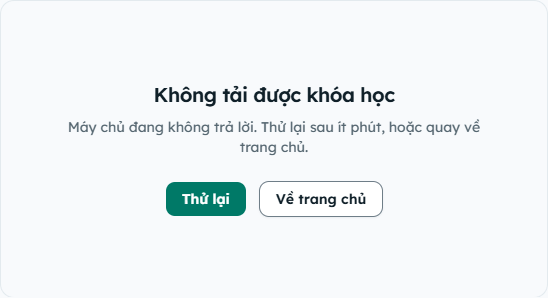 Không tải được khóa học
Máy chủ đang không trả lời. Thử lại sau ít phút, hoặc quay về
trang chủ.
Thử lại
Về trang chủ